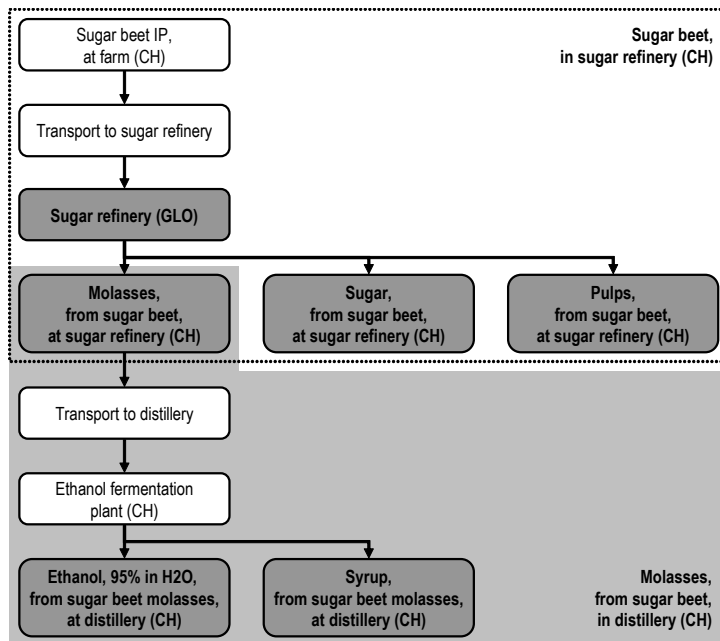 Sugar beet IP,
at farm (CH)
Sugar beet,
in sugar refinery (CH)
Transport to sugar refinery
Sugar refinery (GLO)
Molasses,
from sugar beet,
at sugar refinery (CH)
Sugar,
from sugar beet,
at sugar refinery (CH)
Pulps,
from sugar beet,
at sugar refinery (CH)
Transport to distillery
Ethanol fermentation
plant (CH)
Ethanol, 95% in H2O,
from sugar beet molasses,
at distillery (CH)
Syrup,
from sugar beet molasses,
at distillery (CH)
Molasses,
from sugar beet,
in distillery (CH)